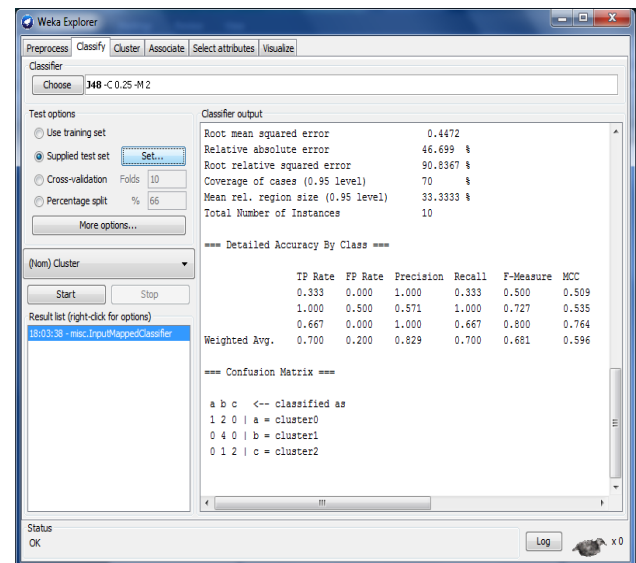 Weka Explorer
Preprocess Classify Cluster Associate Select attributes Visualize
Classifier
Choose J48 -C 0.25 -M 2
Test options
Use training set
Supplied test set Set...
Cross-validation Folds 10
Percentage split % 66
More options...
(Nom) Cluster
Start Stop
Result list (right-click for options)
18:03:38 - misc.InputMappedClassifier
Classifier output
Root mean squared error 0.4472
Relative absolute error 46.699 %
Root relative squared error 90.8367 %
Coverage of cases (0.95 level) 70 %
Mean rel. region size (0.95 level) 33.3333 %
Total Number of Instances 10
=== Detailed Accuracy By Class ===
TP Rate FP Rate Precision Recall F-Measure MCC
0.333 0.000 1.000 0.333 0.500 0.509
1.000 0.500 0.571 1.000 0.727 0.535
0.667 0.000 1.000 0.667 0.800 0.764
Weighted Avg. 0.700 0.200 0.829 0.700 0.681 0.596
=== Confusion Matrix ===
a b c <-- classified as
1 2 0 | a = cluster0
0 4 0 | b = cluster1
0 1 2 | c = cluster2
Status
OK
Log
x 0